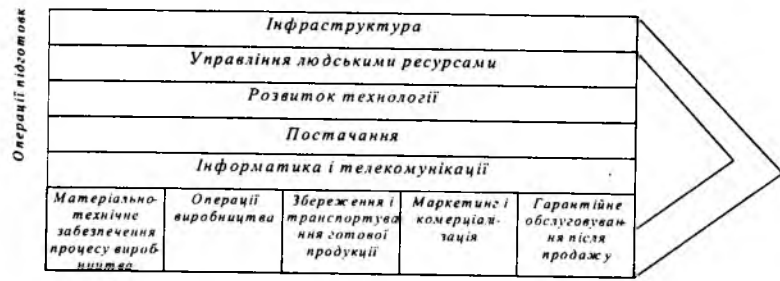 Операції підготовк
Інфраструктура
Управління людськими ресурсами
Розвиток технології
Постачання
Інформатика і телекомунікації
Матеріально-
технічне
забезпечення
процесу вироб-
ництва
Операції
виробництва
Збереження і
транспортува
ння готової
продукції
Маркетинг і
комерціалі-
зація
Гарантійне
обслуговуван-
ня після
продажу